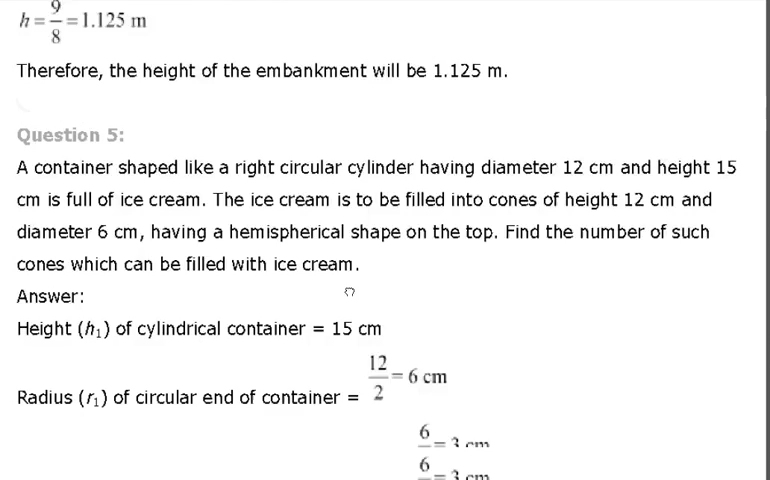 h = 9/8 = 1.125 m
Therefore, the height of the embankment will be 1.125 m.
Question 5:
A container shaped like a right circular cylinder having diameter 12 cm and height 15
cm is full of ice cream. The ice cream is to be filled into cones of height 12 cm and
diameter 6 cm, having a hemispherical shape on the top. Find the number of such
cones which can be filled with ice cream.
Answer:
Height (h₁) of cylindrical container = 15 cm
Radius (r₁) of circular end of container = 12/2 = 6 cm
6 = 3 cm
6 = 3 cm